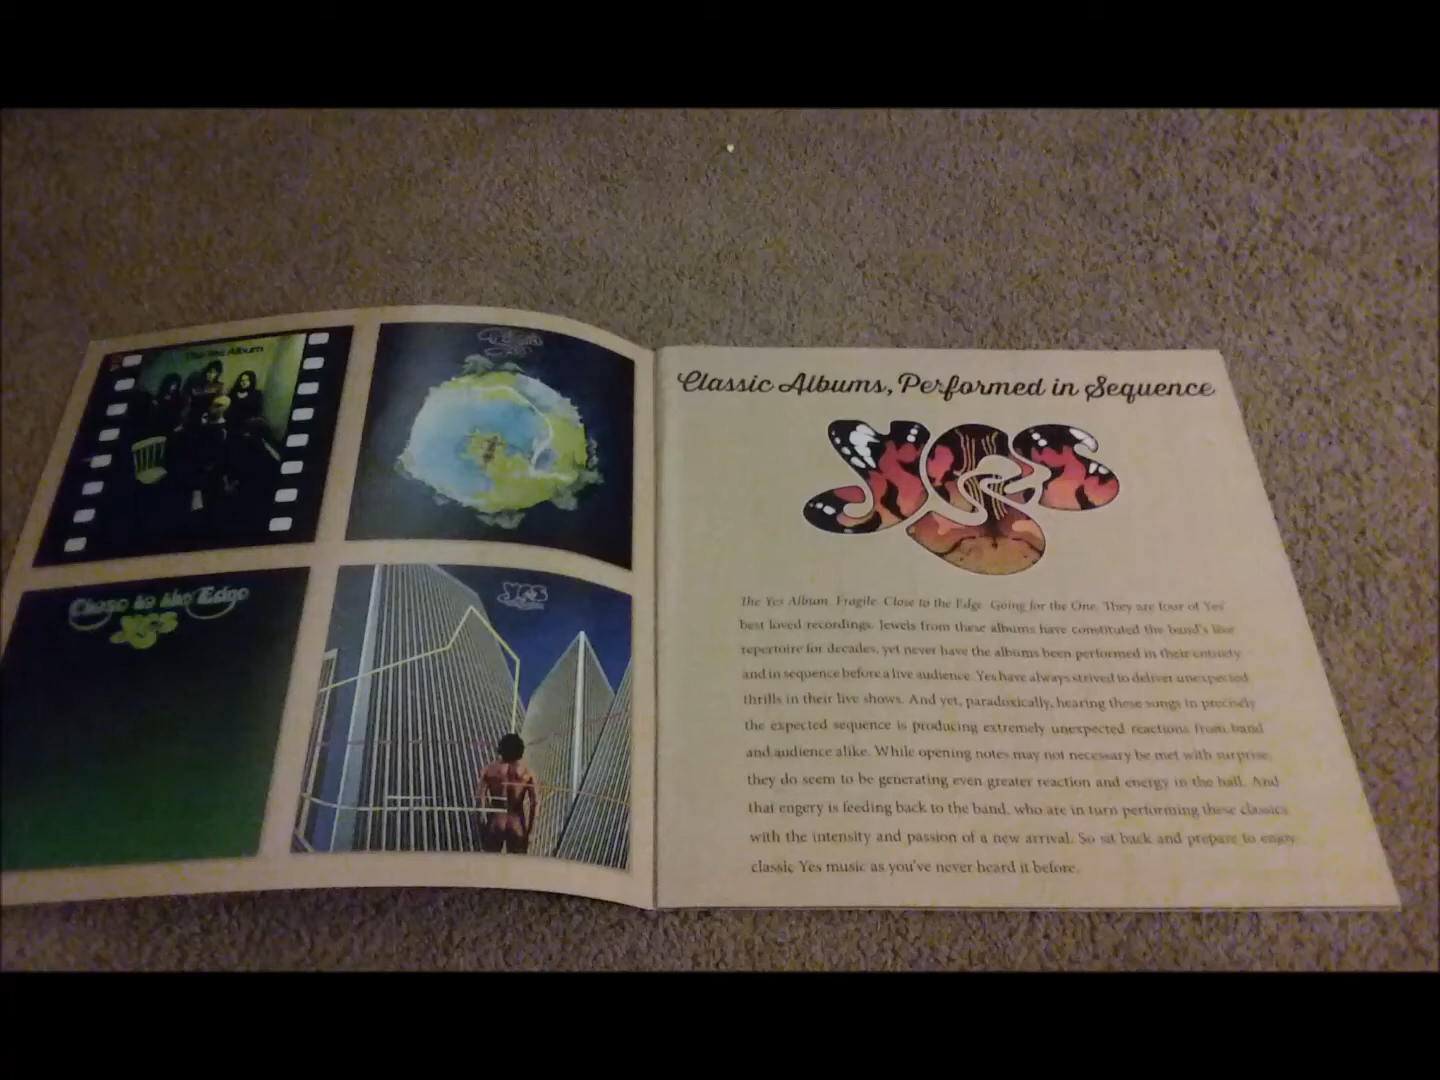 The Yes Album
Fragile
Yes
Close to the Edge
Yes
Yes
Classic Albums, Performed in Sequence
Yes
The Yes Album. Fragile. Close to the Edge. Going for the One. They are four of Yes'
best loved recordings. Jewels from these albums have constituted the band's live
repertoire for decades, yet never have the albums been performed in their entirety
and in sequence before a live audience. Yes have always strived to deliver unexpected
thrills in their live shows. And yet, paradoxically, hearing these songs in precisely
the expected sequence is producing extremely unexpected reactions from band
and audience alike. While opening notes may not necessary be met with surprise,
they do seem to be generating even greater reaction and energy in the hall. And
that engery is feeding back to the band, who are in turn performing these classics
with the intensity and passion of a new arrival. So sit back and prepare to enjoy
classic Yes music as you've never heard it before.